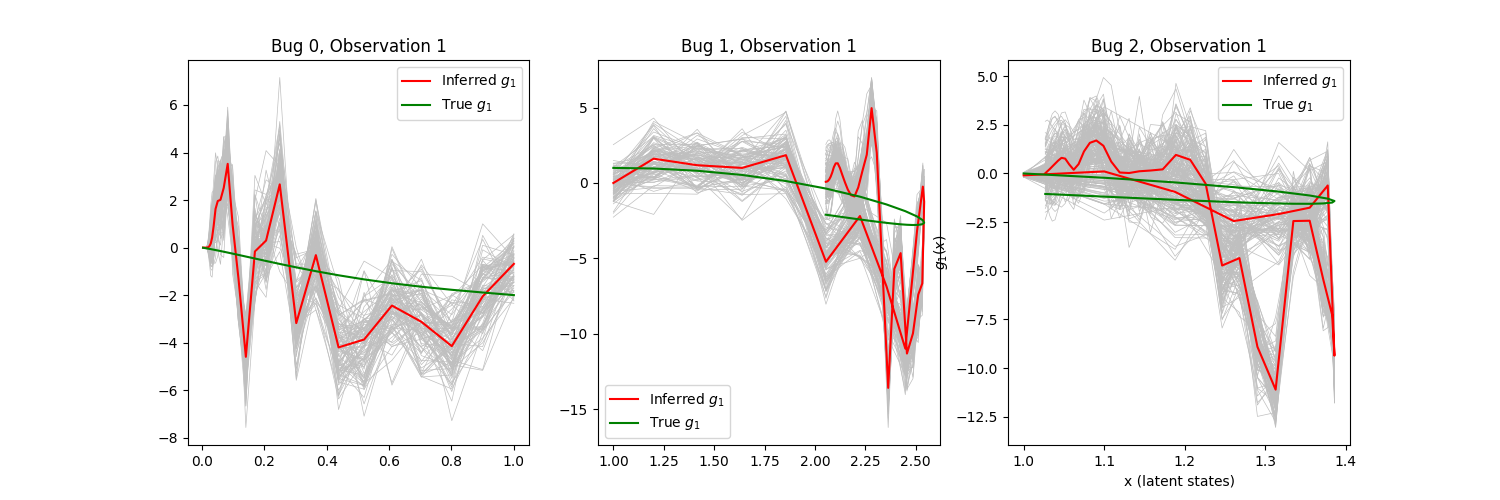 Bug 0, Observation 1
Inferred g₁
True g₁
6
4
2
0
−2
−4
−6
−8
0.0 0.2 0.4 0.6 0.8 1.0
Bug 1, Observation 1
5
0
−5
−10
−15
Inferred g₁
True g₁
1.00 1.25 1.50 1.75 2.00 2.25 2.50
Bug 2, Observation 1
Inferred g₁
True g₁
g₁(x)
5.0
2.5
0.0
−2.5
−5.0
−7.5
−10.0
−12.5
1.0 1.1 1.2 1.3 1.4
x (latent states)